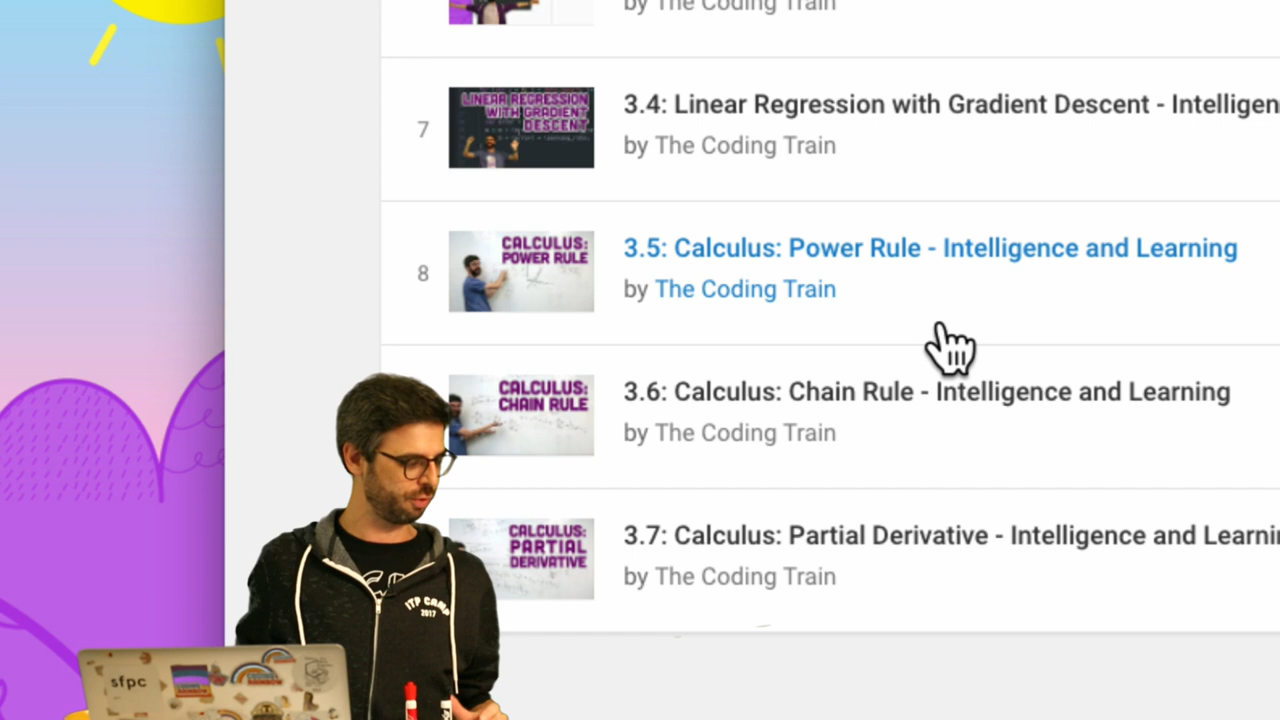 by The Coding Train
7
LINEAR REGRESSION
WITH GRADIENT
DESCENT
3.4: Linear Regression with Gradient Descent - Intelligen
by The Coding Train
8
CALCULUS:
POWER RULE
3.5: Calculus: Power Rule - Intelligence and Learning
by The Coding Train
CALCULUS:
CHAIN RULE
3.6: Calculus: Chain Rule - Intelligence and Learning
by The Coding Train
CALCULUS:
PARTIAL
DERIVATIVE
3.7: Calculus: Partial Derivative - Intelligence and Learni
by The Coding Train
ITP CAMP
2017
sfpc